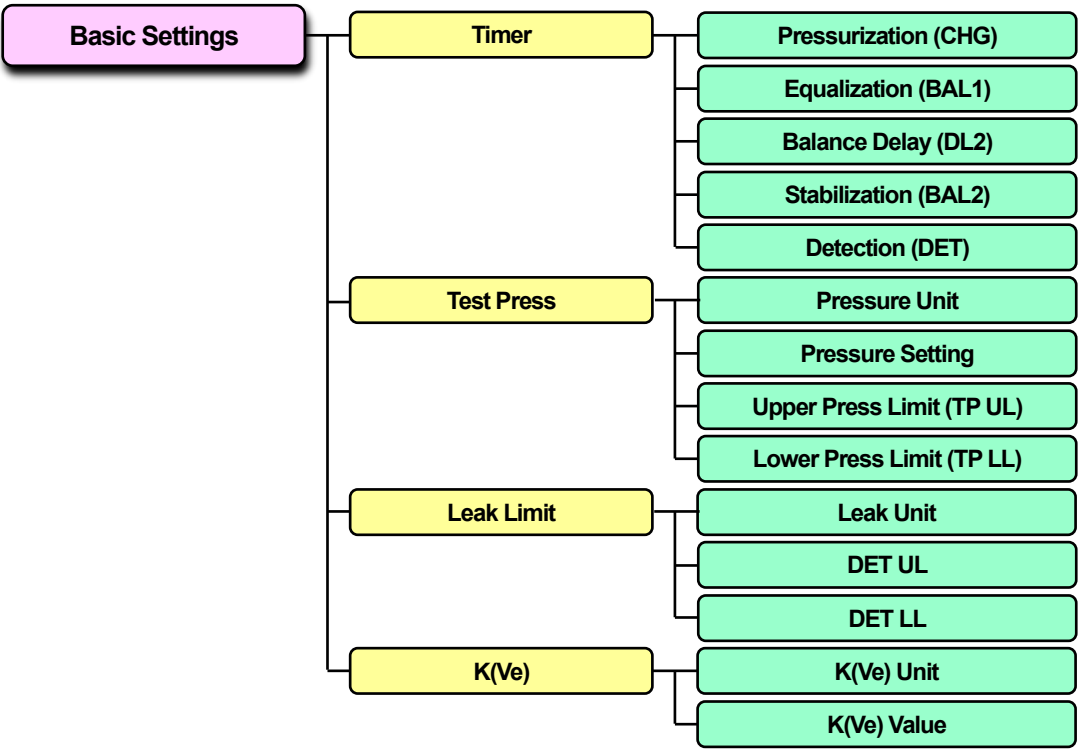 Basic Settings
Timer
Pressurization (CHG)
Equalization (BAL1)
Balance Delay (DL2)
Stabilization (BAL2)
Detection (DET)
Test Press
Pressure Unit
Pressure Setting
Upper Press Limit (TP UL)
Lower Press Limit (TP LL)
Leak Limit
Leak Unit
DET UL
DET LL
K(Ve)
K(Ve) Unit
K(Ve) Value